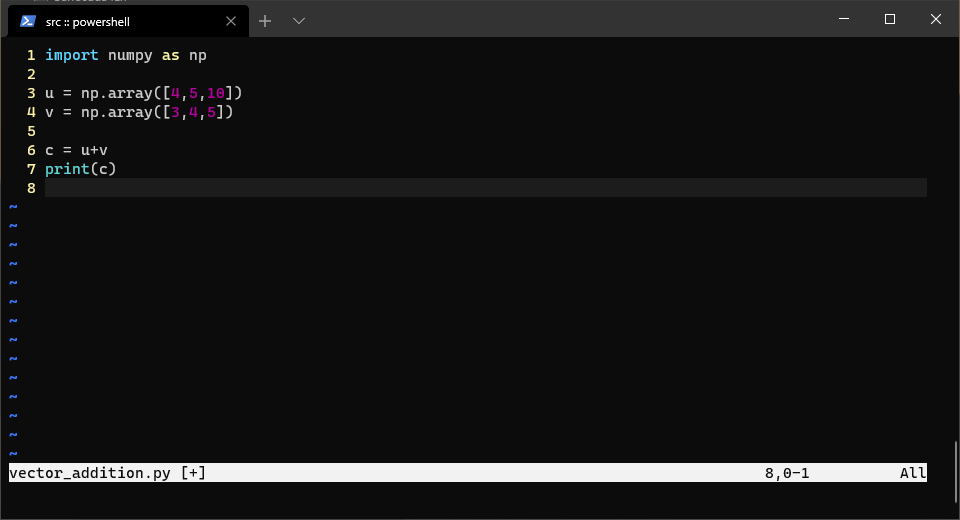 src :: powershell
1 import numpy as np
2
3 u = np.array([4,5,10])
4 v = np.array([3,4,5])
5
6 c = u+v
7 print(c)
8
~
~
~
~
~
~
~
~
~
~
~
~
~
~
vector_addition.py [+] 8,0-1 All